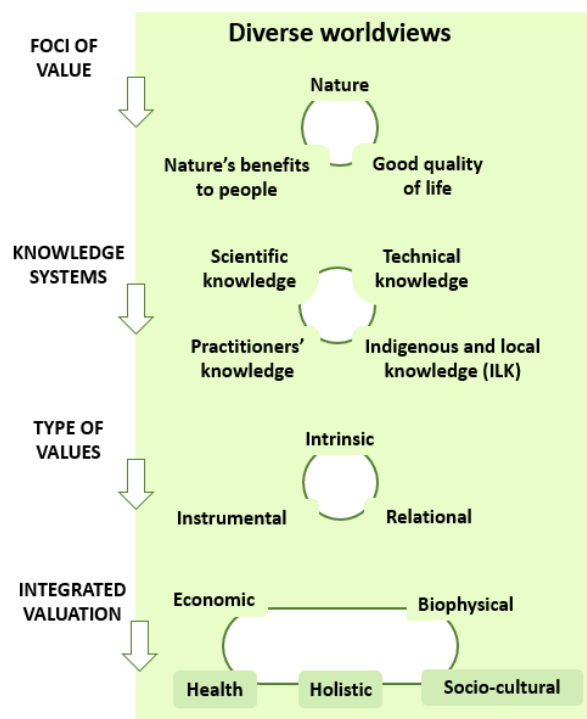 Diverse worldviews
FOCI OF
VALUE
Nature
Nature's benefits
to people
Good quality
of life
KNOWLEDGE
SYSTEMS
Scientific
knowledge
Technical
knowledge
Practitioners'
knowledge
Indigenous and local
knowledge (ILK)
TYPE OF
VALUES
Intrinsic
Instrumental
Relational
INTEGRATED
VALUATION
Economic
Biophysical
Health
Holistic
Socio-cultural